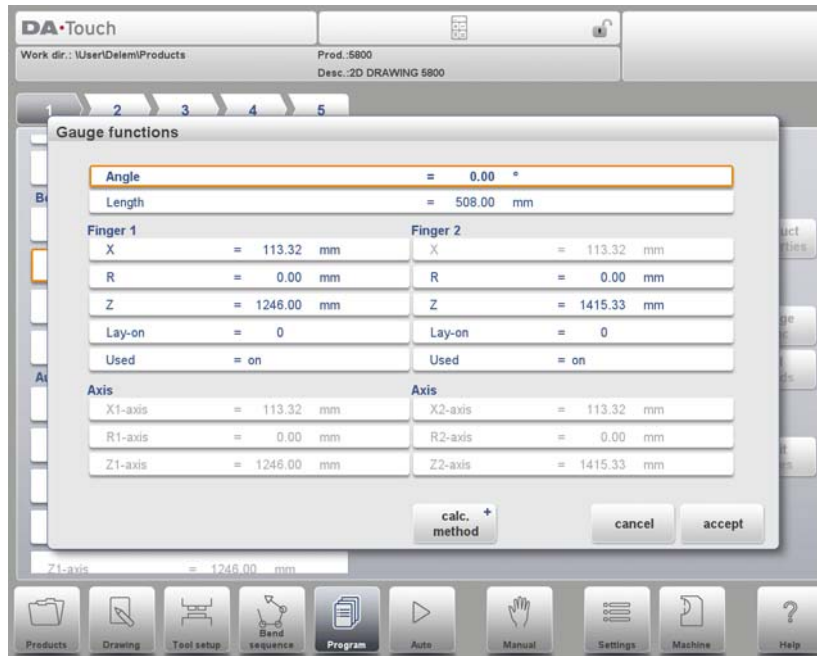 DA·Touch
Work dir.: \User\Delem\Products
Prod.:5800
Desc.:2D DRAWING 5800
1 2 3 4 5
Gauge functions
Angle = 0.00 °
Length = 508.00 mm
Finger 1 Finger 2
X = 113.32 mm X = 113.32 mm
R = 0.00 mm R = 0.00 mm
Z = 1246.00 mm Z = 1415.33 mm
Lay-on = 0 Lay-on = 0
Used = on Used = on
Axis Axis
X1-axis = 113.32 mm X2-axis = 113.32 mm
R1-axis = 0.00 mm R2-axis = 0.00 mm
Z1-axis = 1246.00 mm Z2-axis = 1415.33 mm
calc. +
method
cancel accept
Z1-axis = 1246.00 mm
Products Drawing Tool setup Bend sequence Program Auto Manual Settings Machine Help